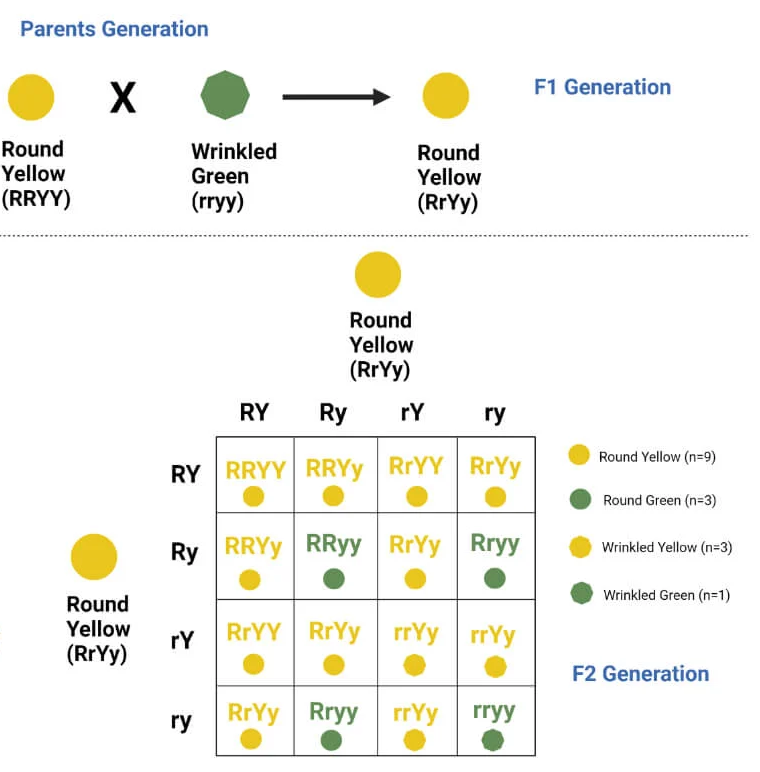 Parents Generation
X
F1 Generation
Round
Yellow
(RRYY)
Wrinkled
Green
(rryy)
Round
Yellow
(RrYy)
Round
Yellow
(RrYy)
RY Ry rY ry
RY RRYY RRYy RrYY RrYy
Ry RRYy RRyy RrYy Rryy
rY RrYY RrYy rrYy rrYy
ry RrYy Rryy rrYy rryy
Round
Yellow
(RrYy)
Round Yellow (n=9)
Round Green (n=3)
Wrinkled Yellow (n=3)
Wrinkled Green (n=1)
F2 Generation